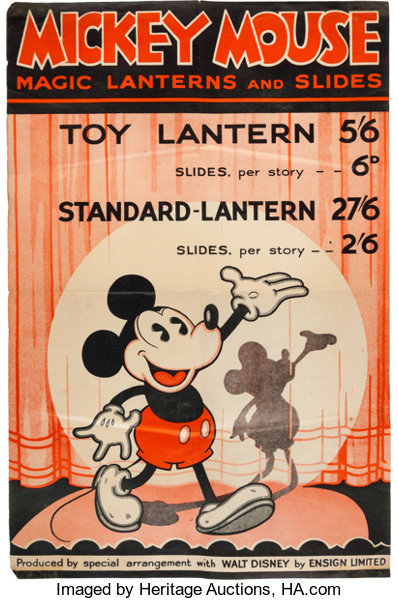 MICKEY MOUSE
MAGIC LANTERNS AND SLIDES
TOY LANTERN 5/6
SLIDES, per story -- 6D
STANDARD-LANTERN 27/6
SLIDES, per story -- 2/6
Produced by special arrangement with WALT DISNEY by ENSIGN LIMITED
Imaged by Heritage Auctions, HA.com